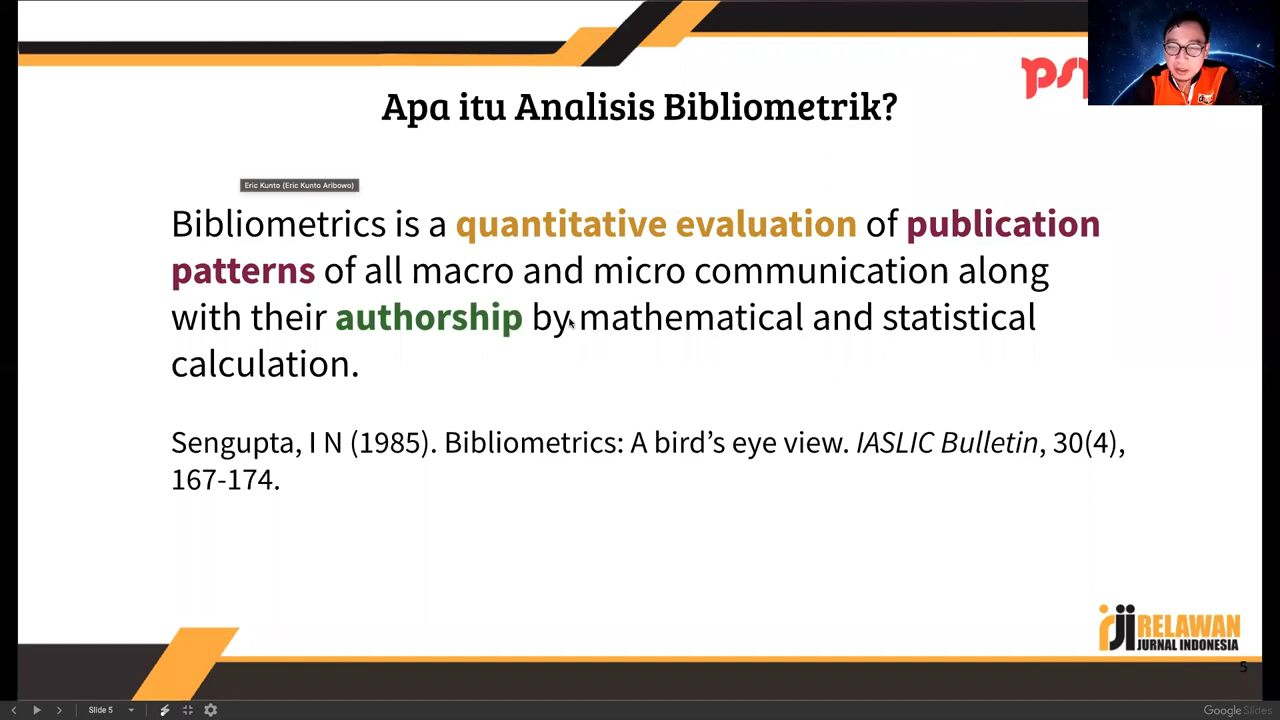 Apa itu Analisis Bibliometrik?
Eric Kunto (Eric Kunto Aribowo)
Bibliometrics is a quantitative evaluation of publication
patterns of all macro and micro communication along
with their authorship by mathematical and statistical
calculation.
Sengupta, I N (1985). Bibliometrics: A bird’s eye view. IASLIC Bulletin, 30(4),
167-174.
rji RELAWAN
JURNAL INDONESIA
5
Slide 5
Google Slides